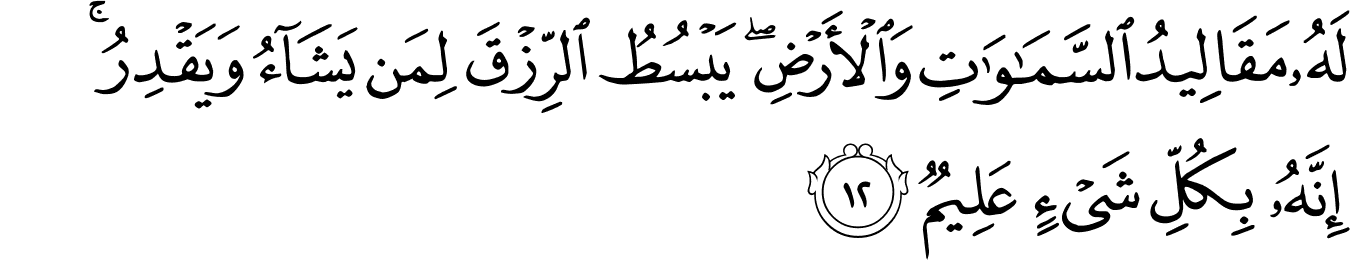 لَهُۥ مَقَالِيدُ ٱلسَّمَٰوَٰتِ وَٱلْأَرْضِ ۖ يَبْسُطُ ٱلرِّزْقَ لِمَن يَشَآءُ وَيَقْدِرُ ۚ
إِنَّهُۥ بِكُلِّ شَىْءٍ عَلِيمٌ ١٢